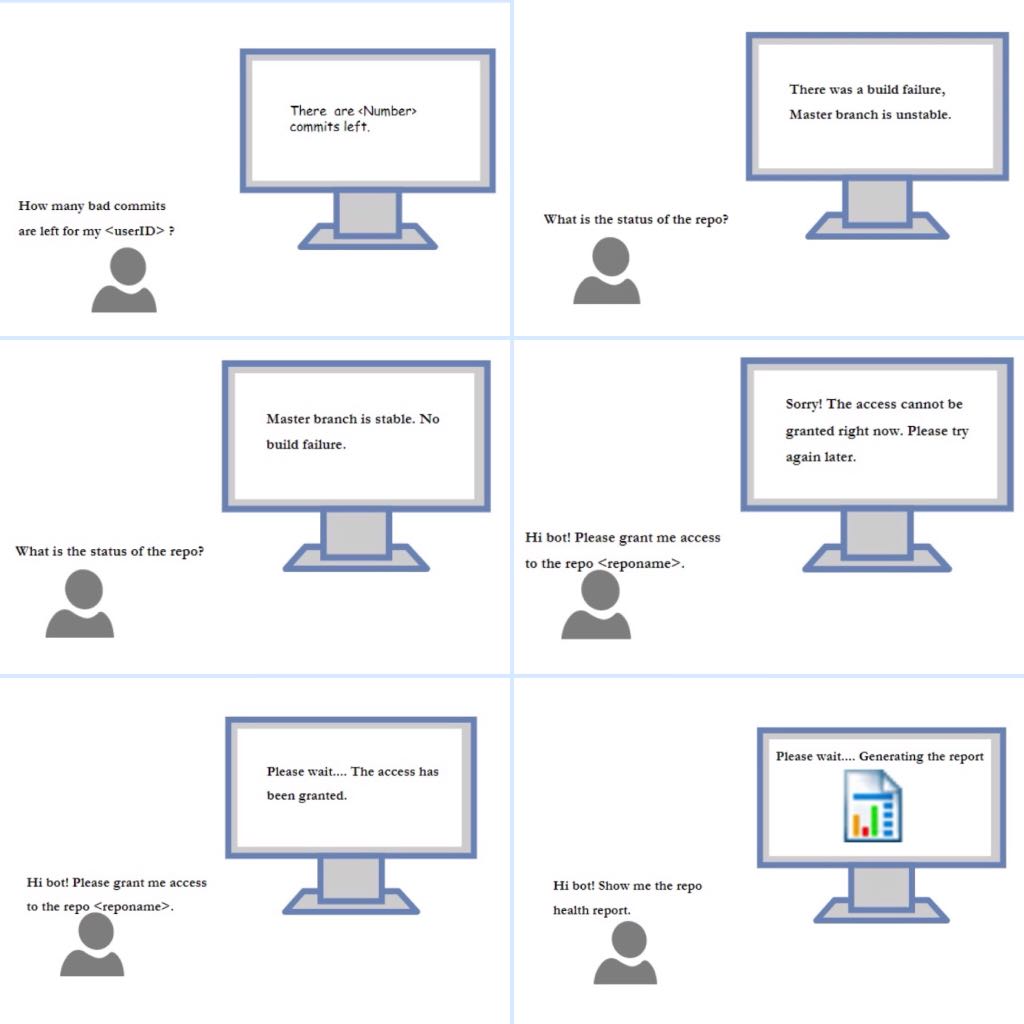 There are <Number>
commits left.
How many bad commits
are left for my <userID> ?
There was a build failure,
Master branch is unstable.
What is the status of the repo?
Master branch is stable. No
build failure.
What is the status of the repo?
Sorry! The access cannot be
granted right now. Please try
again later.
Hi bot! Please grant me access
to the repo <reponame>.
Please wait.... The access has
been granted.
Hi bot! Please grant me access
to the repo <reponame>.
Please wait.... Generating the report
Hi bot! Show me the repo
health report.